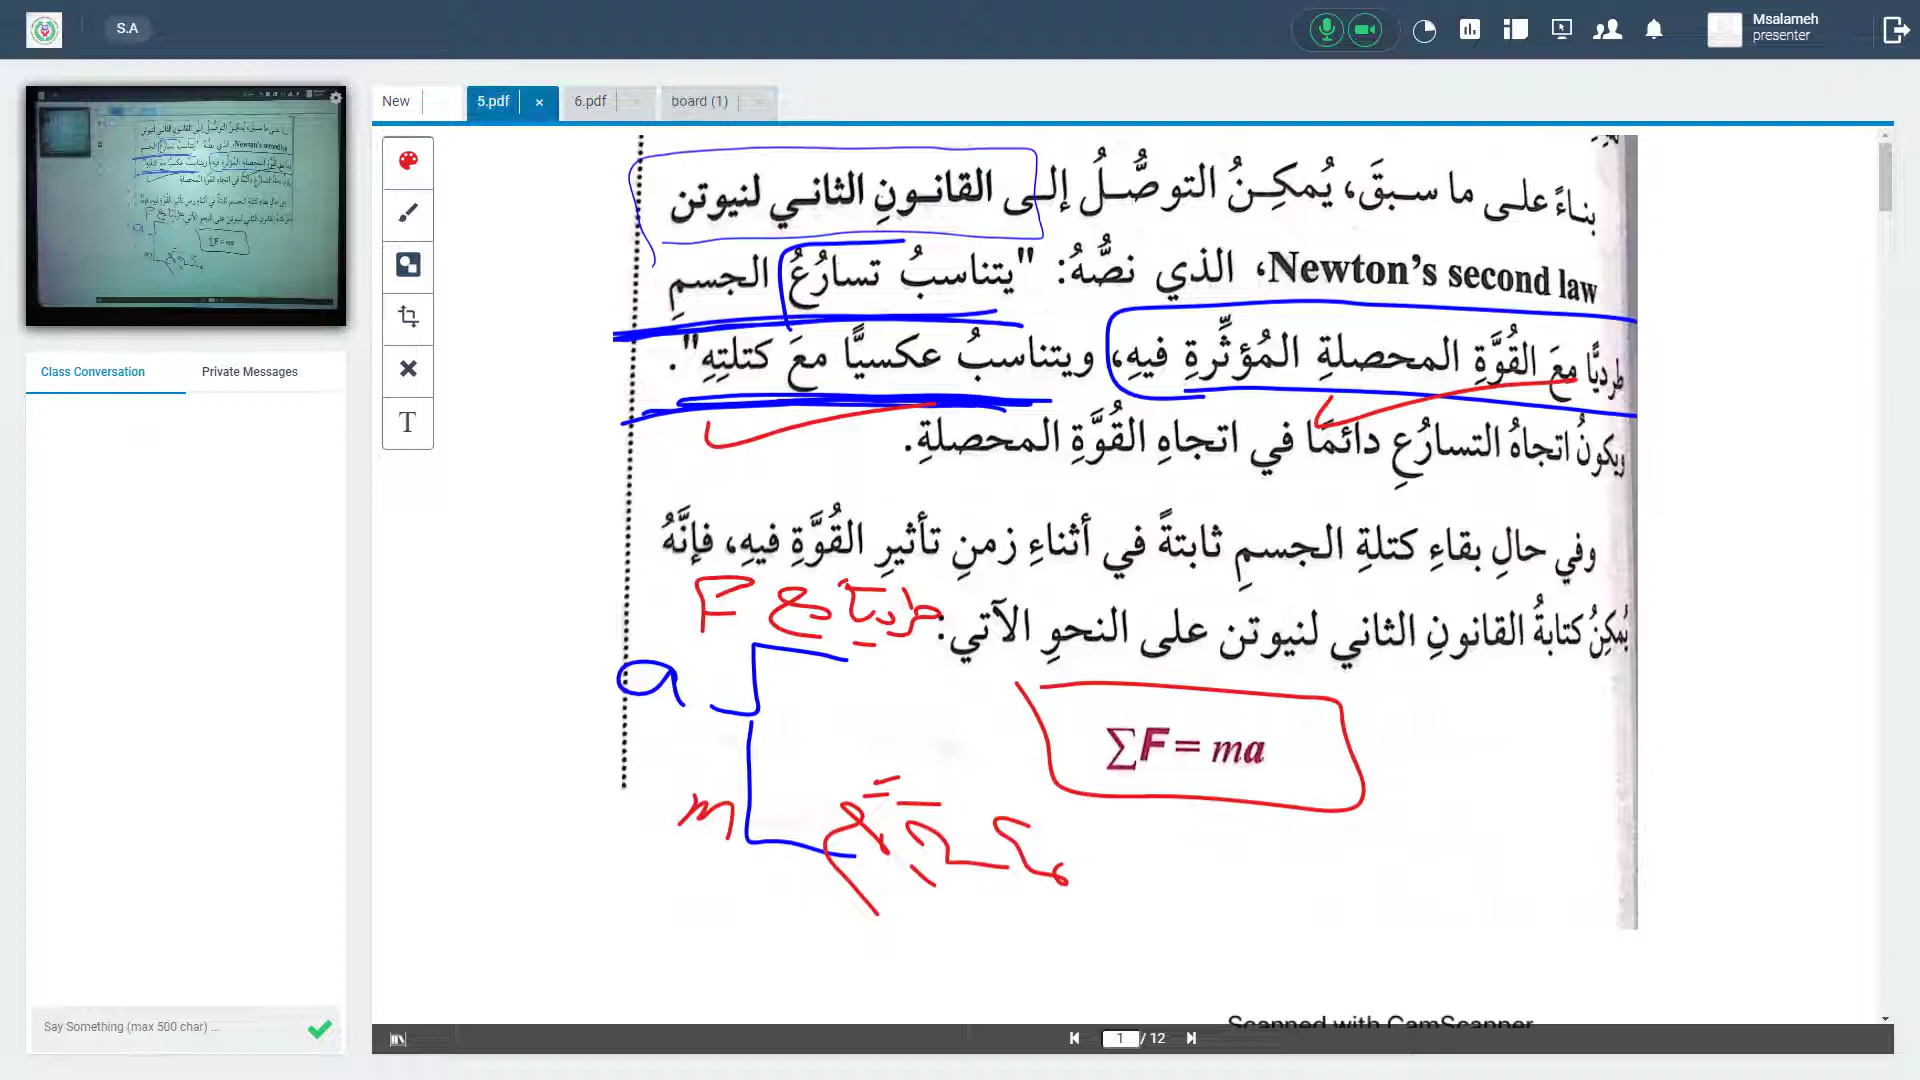 S.A
Msalameh
presenter
New
5.pdf
6.pdf
board (1)
Class Conversation
Private Messages
Say Something (max 500 char) ...
T
بناءً على ما سبقَ، يُمكِنُ التوصُّلُ إلى القانونِ الثاني لنيوتن
Newton's second law، الذي نصُّهُ: "يتناسبُ تسارُعُ الجسمِ
طرديًّا معَ القُوَّةِ المحصلةِ المُؤثِّرةِ فيهِ، ويتناسبُ عكسيًّا معَ كتلتِهِ".
ويكونُ اتجاهُ التسارُعِ دائمًا في اتجاهِ القُوَّةِ المحصلةِ.
وفي حالِ بقاءِ كتلةِ الجسمِ ثابتةً في أثناءِ زمنِ تأثيرِ القُوَّةِ فيهِ، فإنَّهُ
يُمكِنُ كتابةُ القانونِ الثاني لنيوتن على النحوِ الآتي:
طرديًا مع F
a
∑F = ma
m
Scanned with CamScanner
1 / 12